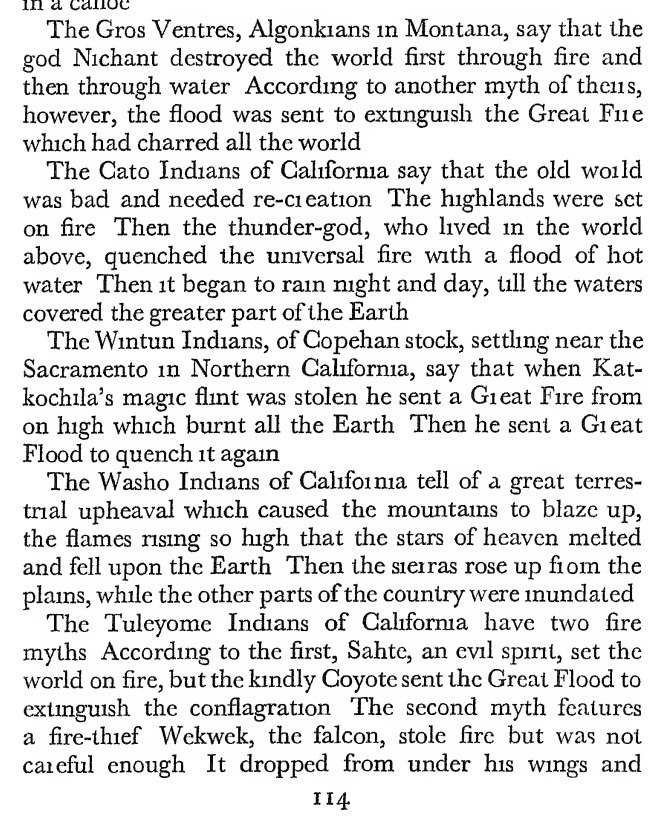 in a canoe
The Gros Ventres, Algonkians in Montana, say that the
god Nichant destroyed the world first through fire and
then through water According to another myth of theirs,
however, the flood was sent to extinguish the Great Fire
which had charred all the world
The Cato Indians of California say that the old world
was bad and needed re-creation The highlands were set
on fire Then the thunder-god, who lived in the world
above, quenched the universal fire with a flood of hot
water Then it began to rain night and day, till the waters
covered the greater part of the Earth
The Wintun Indians, of Copehan stock, settling near the
Sacramento in Northern California, say that when Kat-
kochila's magic flint was stolen he sent a Great Fire from
on high which burnt all the Earth Then he sent a Great
Flood to quench it again
The Washo Indians of California tell of a great terres-
trial upheaval which caused the mountains to blaze up,
the flames rising so high that the stars of heaven melted
and fell upon the Earth Then the sierras rose up from the
plains, while the other parts of the country were inundated
The Tuleyome Indians of California have two fire
myths According to the first, Sahte, an evil spirit, set the
world on fire, but the kindly Coyote sent the Great Flood to
extinguish the conflagration The second myth features
a fire-thief Wekwek, the falcon, stole fire but was not
careful enough It dropped from under his wings and
114